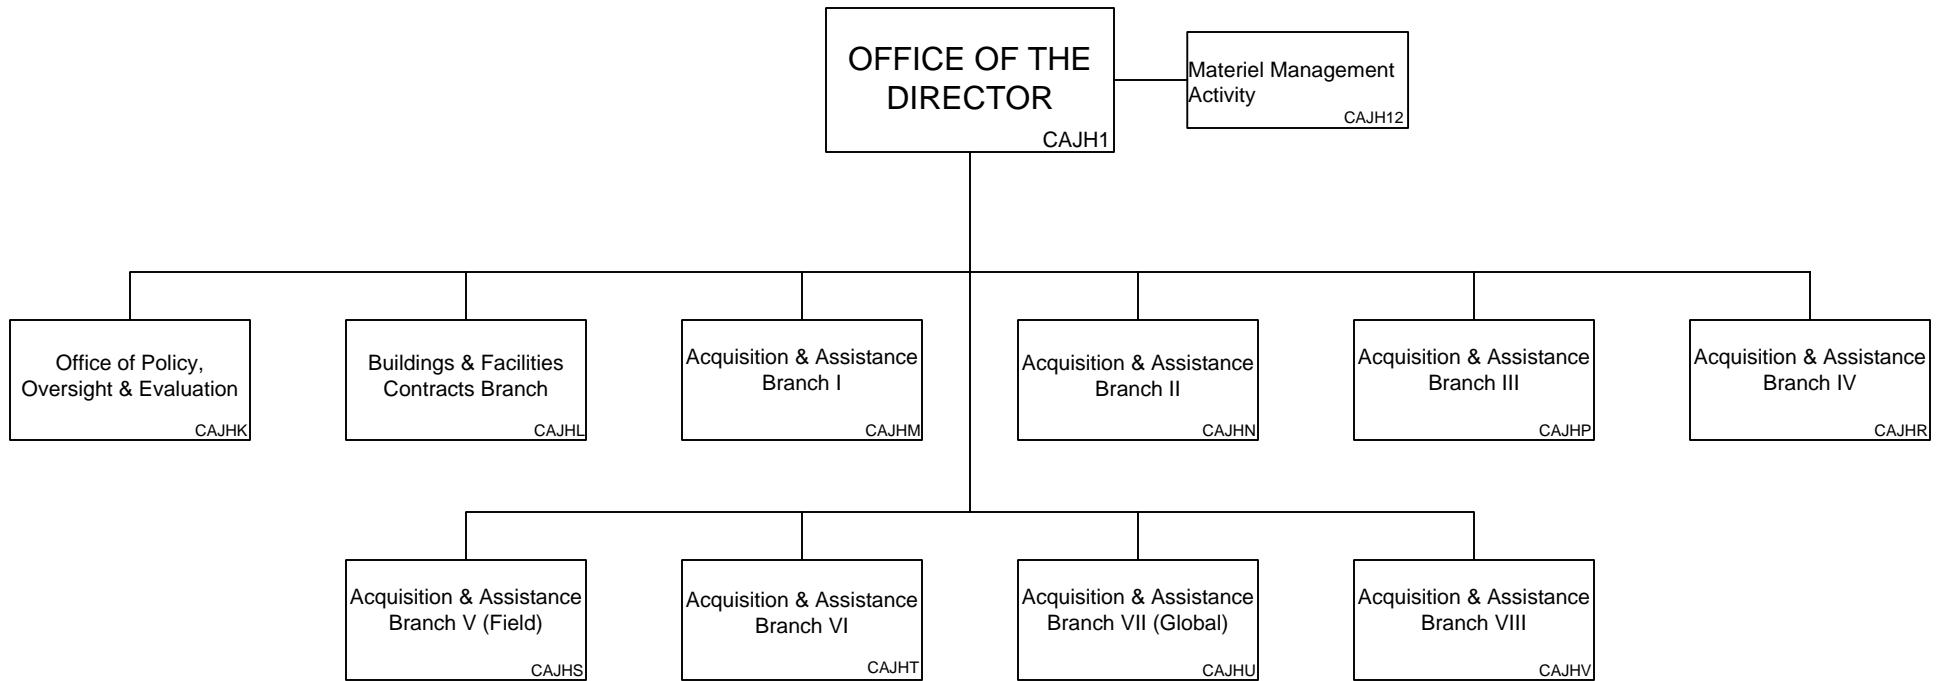 OFFICE OF THE
DIRECTOR
CAJH1
Materiel Management
Activity
CAJH12
Office of Policy,
Oversight & Evaluation
CAJHK
Buildings & Facilities
Contracts Branch
CAJHL
Acquisition & Assistance
Branch I
CAJHM
Acquisition & Assistance
Branch II
CAJHN
Acquisition & Assistance
Branch III
CAJHP
Acquisition & Assistance
Branch IV
CAJHR
Acquisition & Assistance
Branch V (Field)
CAJHS
Acquisition & Assistance
Branch VI
CAJHT
Acquisition & Assistance
Branch VII (Global)
CAJHU
Acquisition & Assistance
Branch VIII
CAJHV